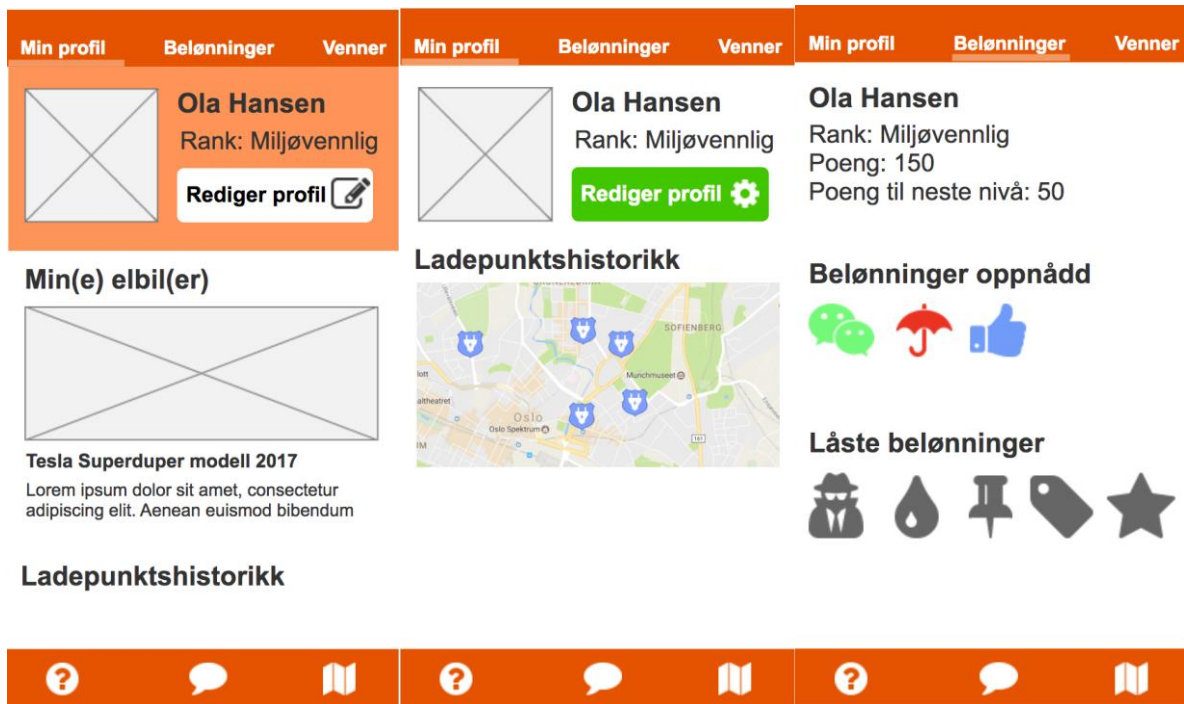 Min profil Belønninger Venner
Ola Hansen
Rank: Miljøvennlig
Rediger profil
Min(e) elbil(er)
Tesla Superduper modell 2017
Lorem ipsum dolor sit amet, consectetur
adipiscing elit. Aenean euismod bibendum
Ladepunktshistorikk
Min profil Belønninger Venner
Ola Hansen
Rank: Miljøvennlig
Rediger profil
Ladepunktshistorikk
SOFIENBERG
Munchmuseet
Oslo
Oslo Spektrum
161
Min profil Belønninger Venner
Ola Hansen
Rank: Miljøvennlig
Poeng: 150
Poeng til neste nivå: 50
Belønninger oppnådd
Låste belønninger